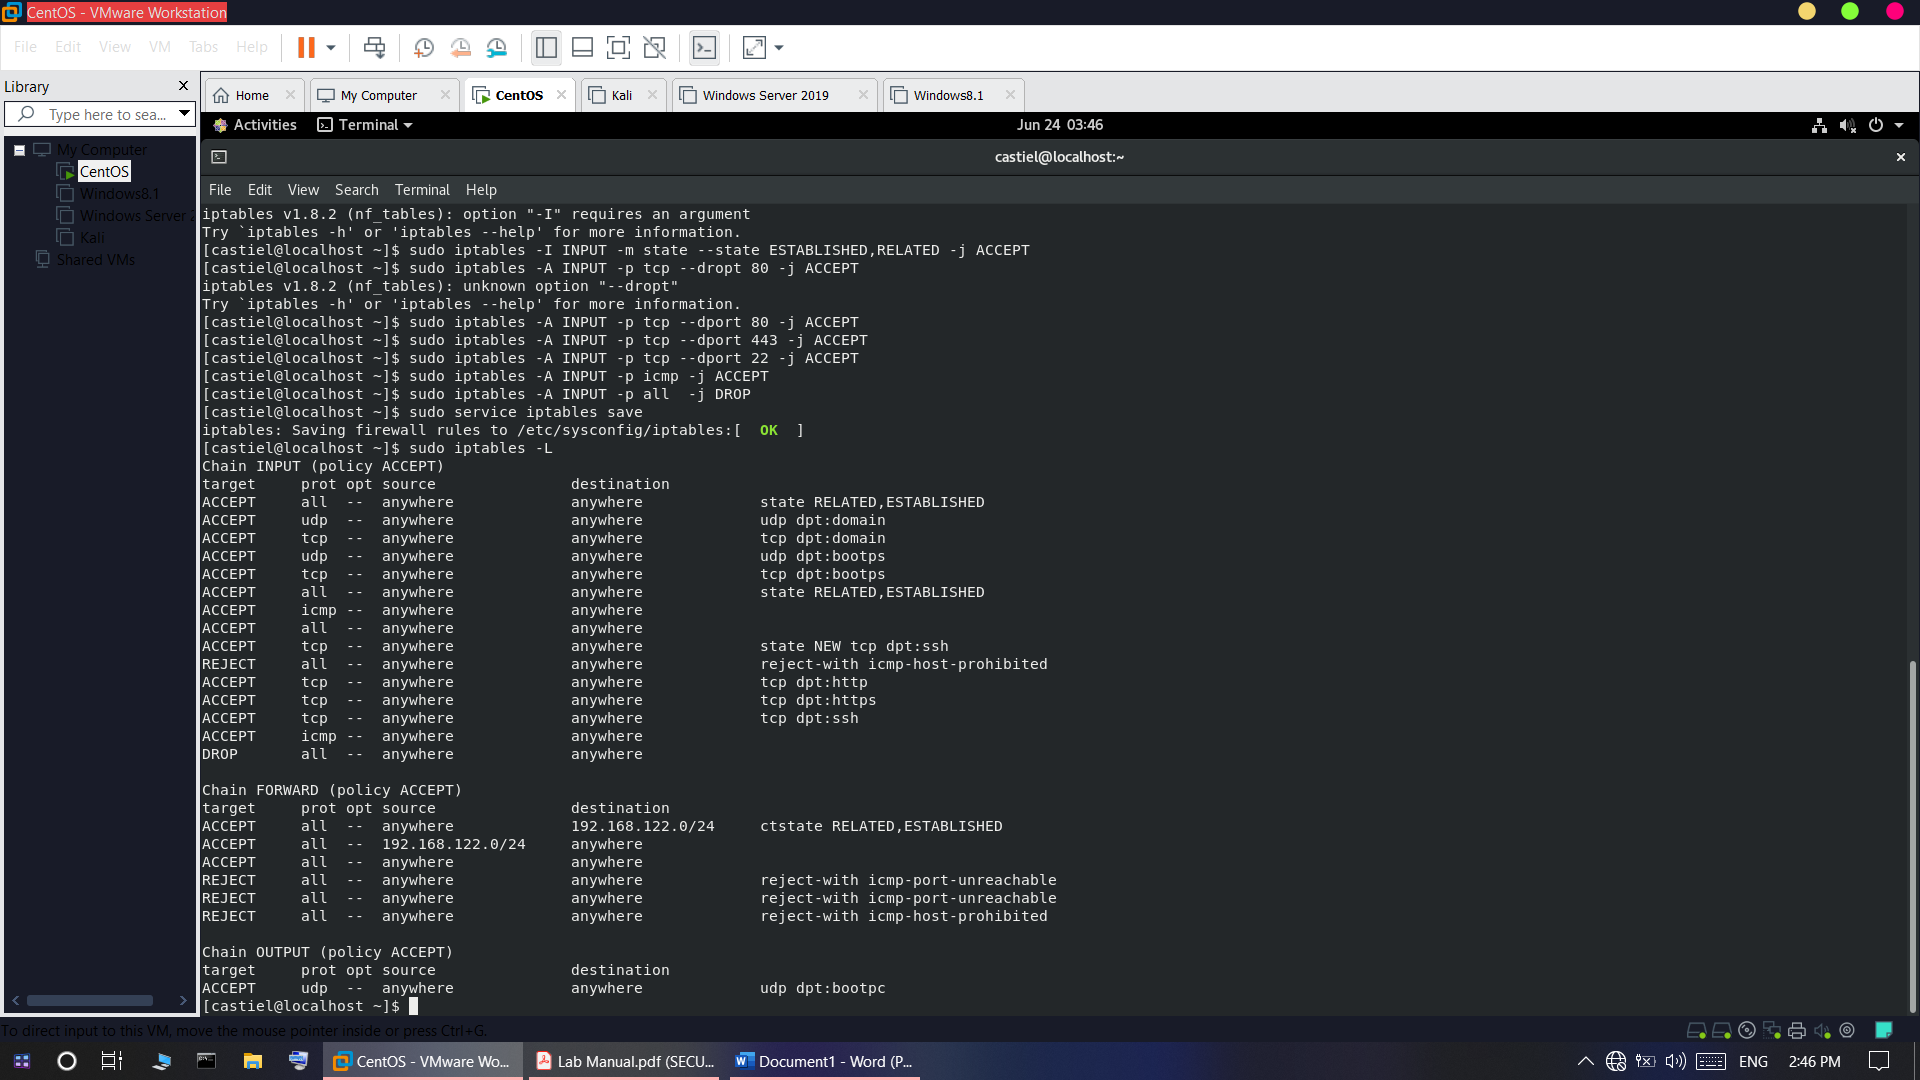 CentOS - VMware Workstation
File Edit View VM Tabs Help
Library
Type here to sea...
My Computer
CentOS
Windows8.1
Windows Server 2
Kali
Shared VMs
Home My Computer CentOS Kali Windows Server 2019 Windows8.1
Activities Terminal Jun 24 03:46
castiel@localhost:~
File Edit View Search Terminal Help
iptables v1.8.2 (nf_tables): option "-I" requires an argument
Try `iptables -h' or 'iptables --help' for more information.
[castiel@localhost ~]$ sudo iptables -I INPUT -m state --state ESTABLISHED,RELATED -j ACCEPT
[castiel@localhost ~]$ sudo iptables -A INPUT -p tcp --dropt 80 -j ACCEPT
iptables v1.8.2 (nf_tables): unknown option "--dropt"
Try `iptables -h' or 'iptables --help' for more information.
[castiel@localhost ~]$ sudo iptables -A INPUT -p tcp --dport 80 -j ACCEPT
[castiel@localhost ~]$ sudo iptables -A INPUT -p tcp --dport 443 -j ACCEPT
[castiel@localhost ~]$ sudo iptables -A INPUT -p tcp --dport 22 -j ACCEPT
[castiel@localhost ~]$ sudo iptables -A INPUT -p icmp -j ACCEPT
[castiel@localhost ~]$ sudo iptables -A INPUT -p all  -j DROP
[castiel@localhost ~]$ sudo service iptables save
iptables: Saving firewall rules to /etc/sysconfig/iptables:[  OK  ]
[castiel@localhost ~]$ sudo iptables -L
Chain INPUT (policy ACCEPT)
target     prot opt source               destination
ACCEPT     all  --  anywhere             anywhere             state RELATED,ESTABLISHED
ACCEPT     udp  --  anywhere             anywhere             udp dpt:domain
ACCEPT     tcp  --  anywhere             anywhere             tcp dpt:domain
ACCEPT     udp  --  anywhere             anywhere             udp dpt:bootps
ACCEPT     tcp  --  anywhere             anywhere             tcp dpt:bootps
ACCEPT     all  --  anywhere             anywhere             state RELATED,ESTABLISHED
ACCEPT     icmp --  anywhere             anywhere
ACCEPT     all  --  anywhere             anywhere
ACCEPT     tcp  --  anywhere             anywhere             state NEW tcp dpt:ssh
REJECT     all  --  anywhere             anywhere             reject-with icmp-host-prohibited
ACCEPT     tcp  --  anywhere             anywhere             tcp dpt:http
ACCEPT     tcp  --  anywhere             anywhere             tcp dpt:https
ACCEPT     tcp  --  anywhere             anywhere             tcp dpt:ssh
ACCEPT     icmp --  anywhere             anywhere
DROP       all  --  anywhere             anywhere
Chain FORWARD (policy ACCEPT)
target     prot opt source               destination
ACCEPT     all  --  anywhere             192.168.122.0/24     ctstate RELATED,ESTABLISHED
ACCEPT     all  --  192.168.122.0/24     anywhere
ACCEPT     all  --  anywhere             anywhere
REJECT     all  --  anywhere             anywhere             reject-with icmp-port-unreachable
REJECT     all  --  anywhere             anywhere             reject-with icmp-port-unreachable
REJECT     all  --  anywhere             anywhere             reject-with icmp-host-prohibited
Chain OUTPUT (policy ACCEPT)
target     prot opt source               destination
ACCEPT     udp  --  anywhere             anywhere             udp dpt:bootpc
[castiel@localhost ~]$
To direct input to this VM, move the mouse pointer inside or press Ctrl+G.
CentOS - VMware Wo... Lab Manual.pdf (SECU... Document1 - Word (P... ENG 2:46 PM